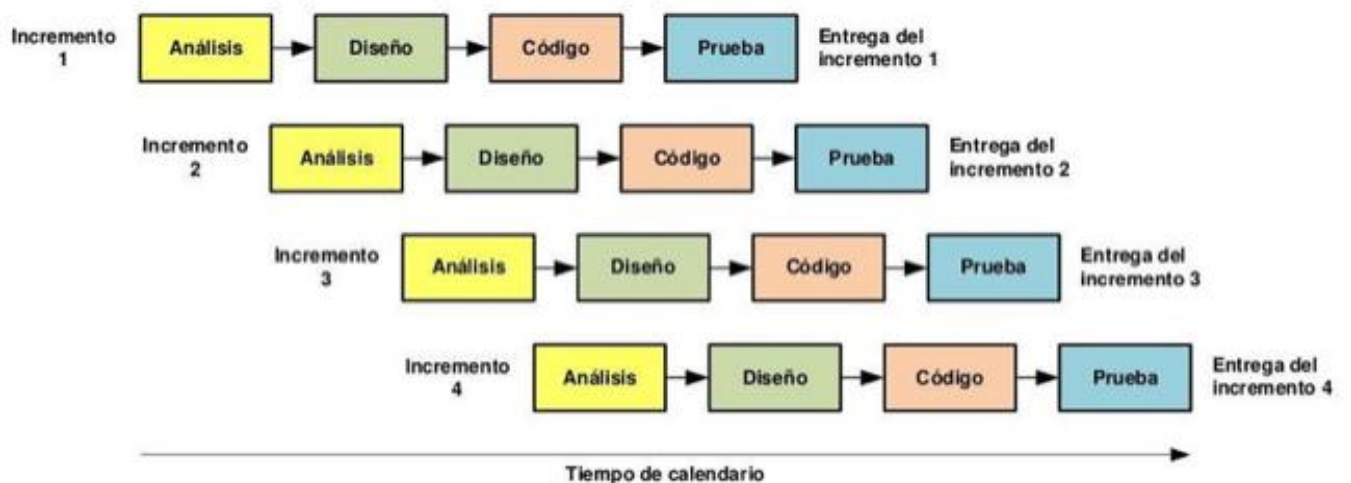 Incremento
1
Análisis
Diseño
Código
Prueba
Entrega del
incremento 1
Incremento
2
Análisis
Diseño
Código
Prueba
Entrega del
incremento 2
Incremento
3
Análisis
Diseño
Código
Prueba
Entrega del
incremento 3
Incremento
4
Análisis
Diseño
Código
Prueba
Entrega del
incremento 4
Tiempo de calendario